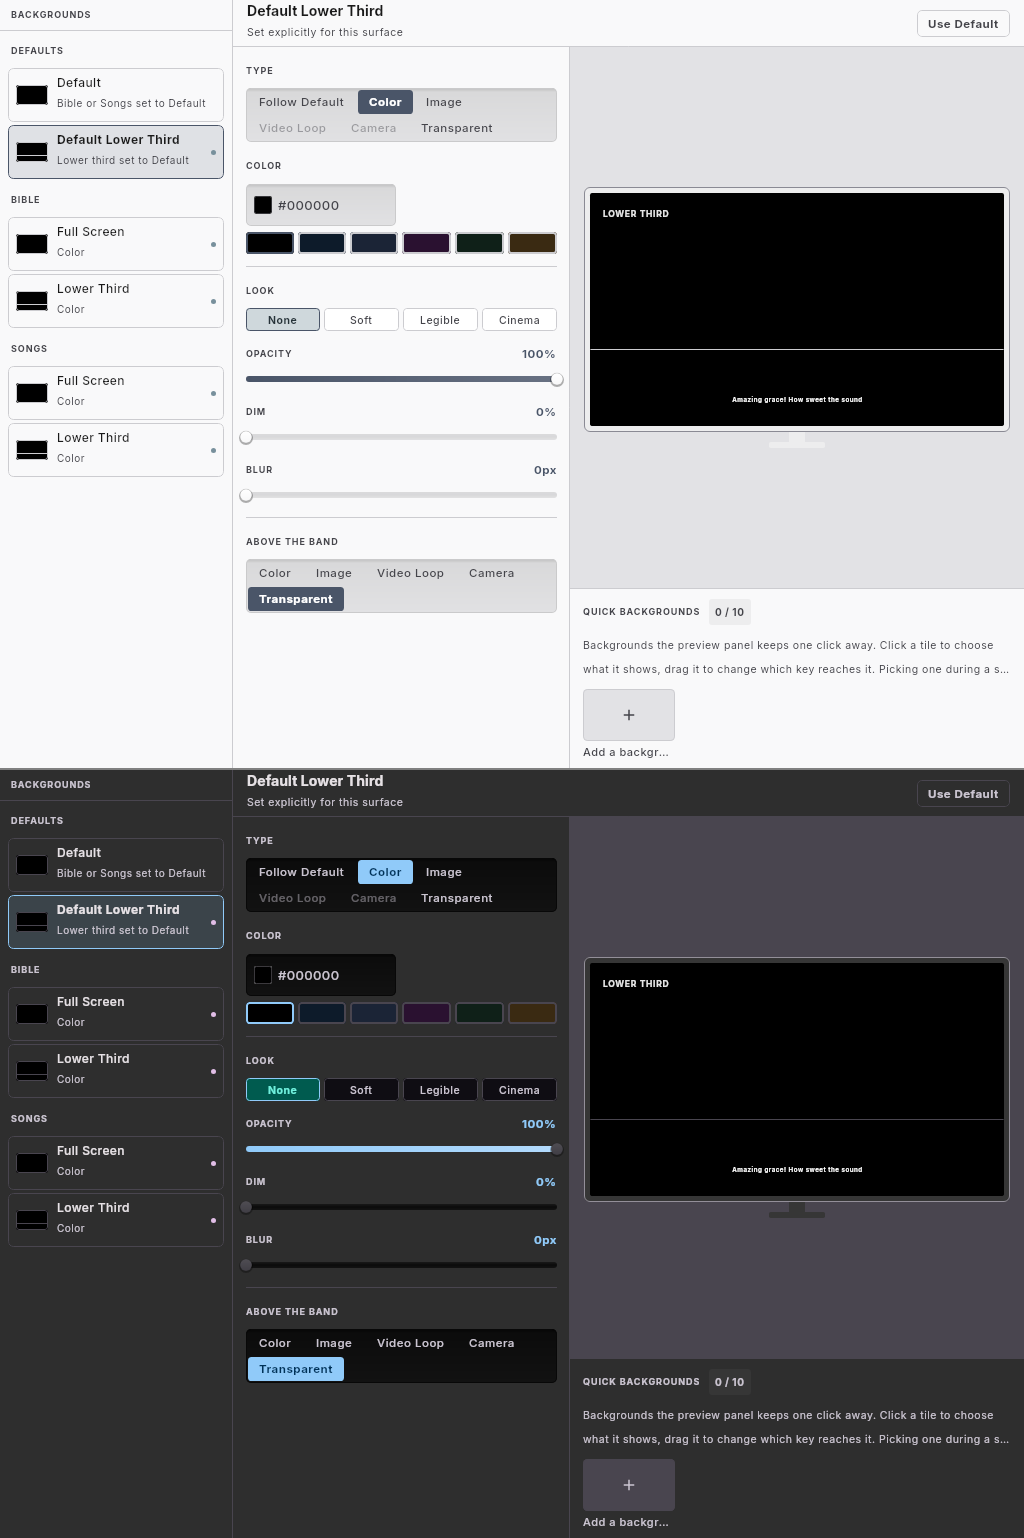 BACKGROUNDS
DEFAULTS
Default
Bible or Songs set to Default
Default Lower Third
Lower third set to Default
BIBLE
Full Screen
Color
Lower Third
Color
SONGS
Full Screen
Color
Lower Third
Color
Default Lower Third
Set explicitly for this surface
Use Default
TYPE
Follow Default Color Image
Video Loop Camera Transparent
COLOR
#000000
LOOK
None Soft Legible Cinema
OPACITY 100%
DIM 0%
BLUR 0px
ABOVE THE BAND
Color Image Video Loop Camera
Transparent
LOWER THIRD
Amazing grace! How sweet the sound
QUICK BACKGROUNDS 0 / 10
Backgrounds the preview panel keeps one click away. Click a tile to choose
what it shows, drag it to change which key reaches it. Picking one during a s...
+
Add a backgr...
BACKGROUNDS
DEFAULTS
Default
Bible or Songs set to Default
Default Lower Third
Lower third set to Default
BIBLE
Full Screen
Color
Lower Third
Color
SONGS
Full Screen
Color
Lower Third
Color
Default Lower Third
Set explicitly for this surface
Use Default
TYPE
Follow Default Color Image
Video Loop Camera Transparent
COLOR
#000000
LOOK
None Soft Legible Cinema
OPACITY 100%
DIM 0%
BLUR 0px
ABOVE THE BAND
Color Image Video Loop Camera
Transparent
LOWER THIRD
Amazing grace! How sweet the sound
QUICK BACKGROUNDS 0 / 10
Backgrounds the preview panel keeps one click away. Click a tile to choose
what it shows, drag it to change which key reaches it. Picking one during a s...
+
Add a backgr...